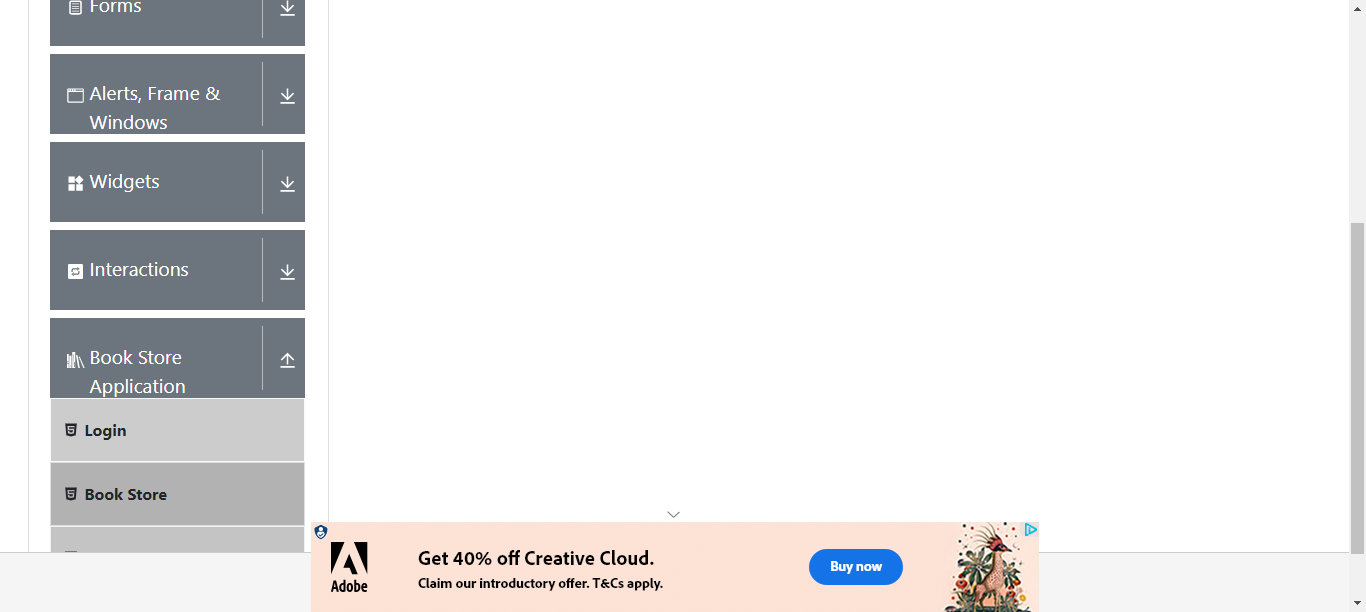 Forms
Alerts, Frame &
Windows
Widgets
Interactions
Book Store
Application
Login
Book Store
Adobe
Get 40% off Creative Cloud.
Claim our introductory offer. T&Cs apply.
Buy now